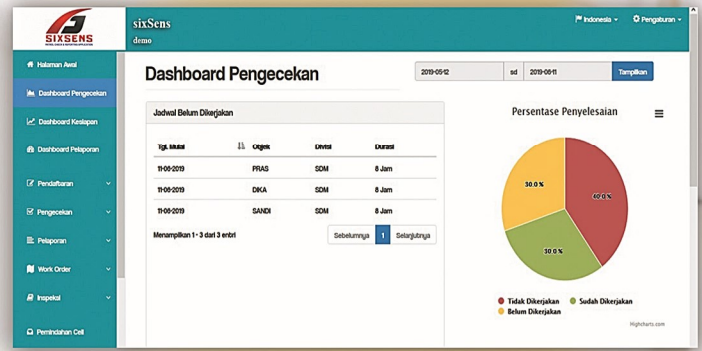 SIXSENS
sixSens
demo
Indonesia
Pengaturan
Halaman Awal
Dashboard Pengecekan
Dashboard Kesiapan
Dashboard Pelaporan
Pendaftaran
Pengecekan
Pelaporan
Work Order
Inspeksi
Pemindahan Cell
Dashboard Pengecekan
2019-05-12 sd 2019-06-11 Tampilkan
Jadwal Belum Dikerjakan
Tgl. Mulai Objek Divisi Durasi
11-06-2019 PRAS SDM 8 Jam
11-06-2019 DIKA SDM 8 Jam
11-06-2019 SANDI SDM 8 Jam
Menampilkan 1 - 3 dari 3 entri
Sebelumnya 1 Selanjutnya
Persentase Penyelesaian
30.0 %
40.0 %
30.0 %
Tidak Dikerjakan Sudah Dikerjakan
Belum Dikerjakan
Highcharts.com